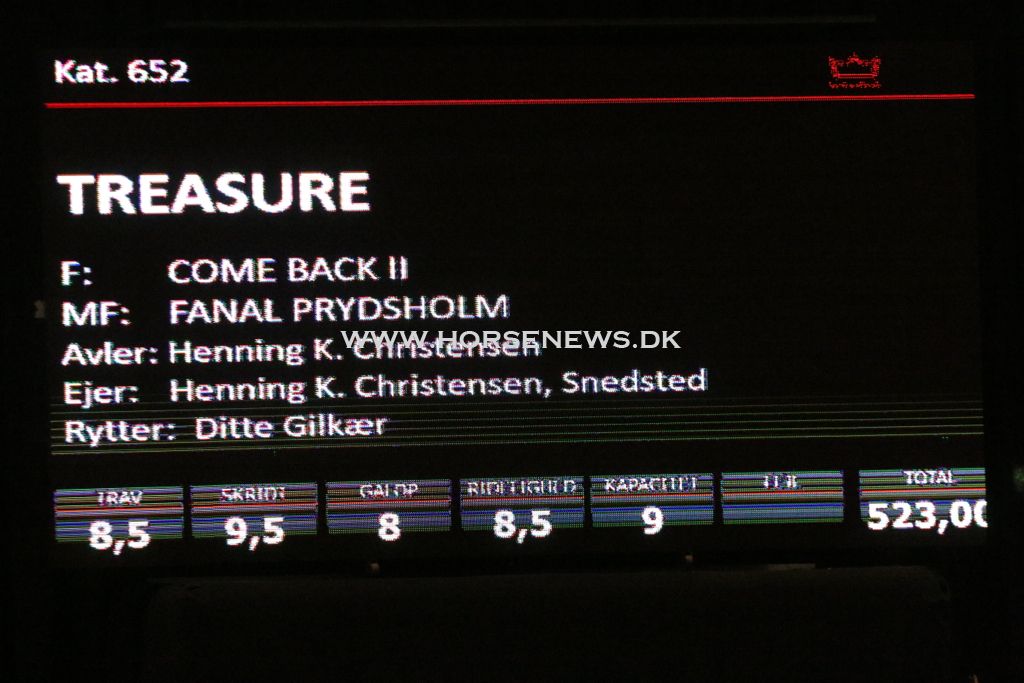 Kat. 652
TREASURE
F: COME BACK II
MF: FANAL PRYDSHOLM
WWW.HORSENEWS.DK
Avler: Henning K. Christensen
Ejer: Henning K. Christensen, Snedsted
Rytter: Ditte Gilkær
TRAV SKRIDT GALOP RIDELIGHED KAPACITET TOTAL
8,5 9,5 8 8,5 9 523,00